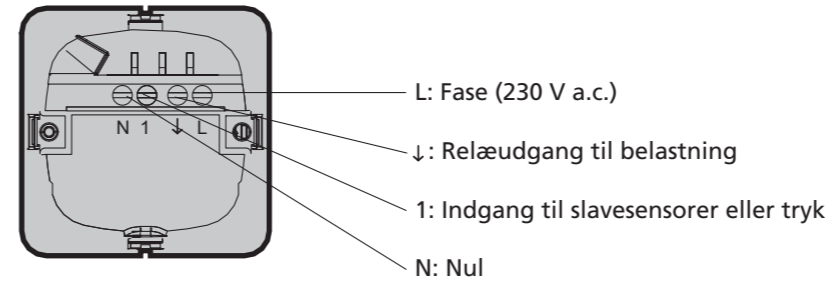 L: Fase (230 V a.c.)
N 1 ↓ L
↓: Relæudgang til belastning
1: Indgang til slavesensorer eller tryk
N: Nul